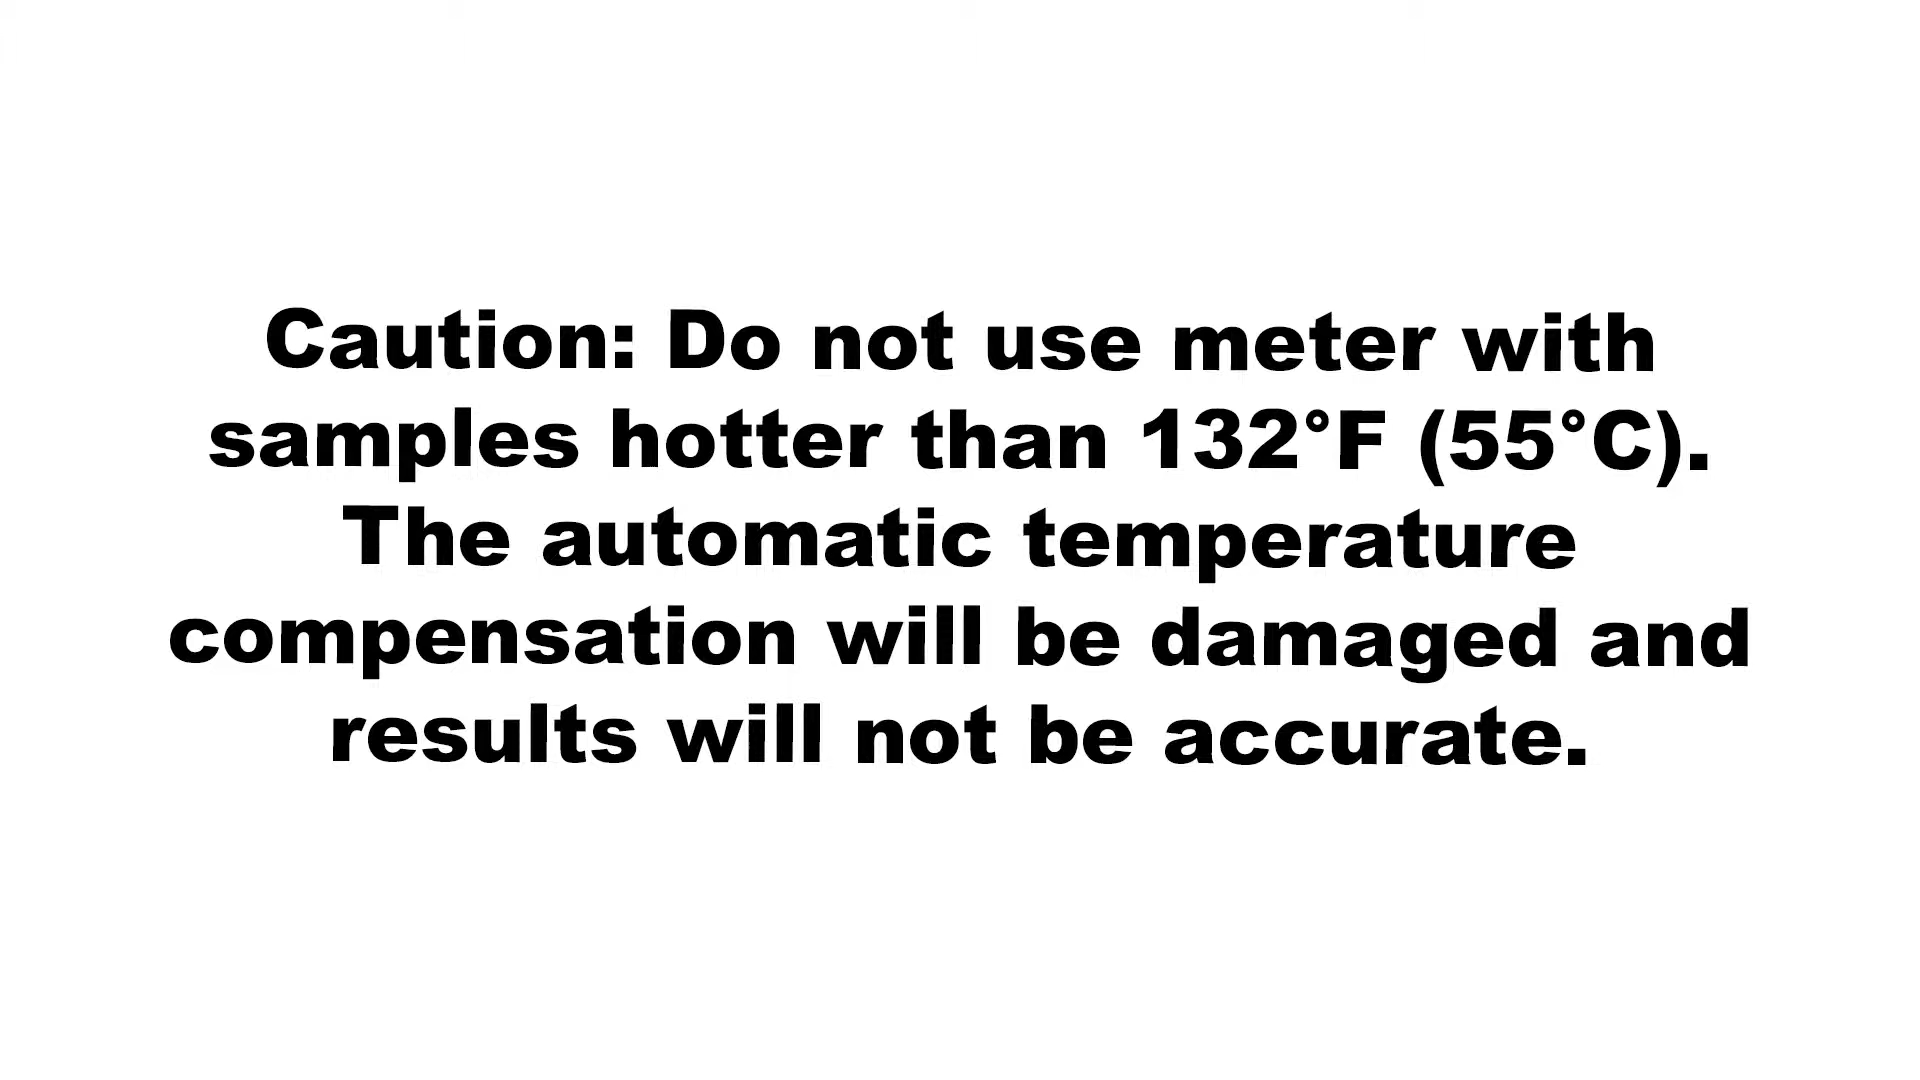 Caution: Do not use meter with
samples hotter than 132°F (55°C).
The automatic temperature
compensation will be damaged and
results will not be accurate.